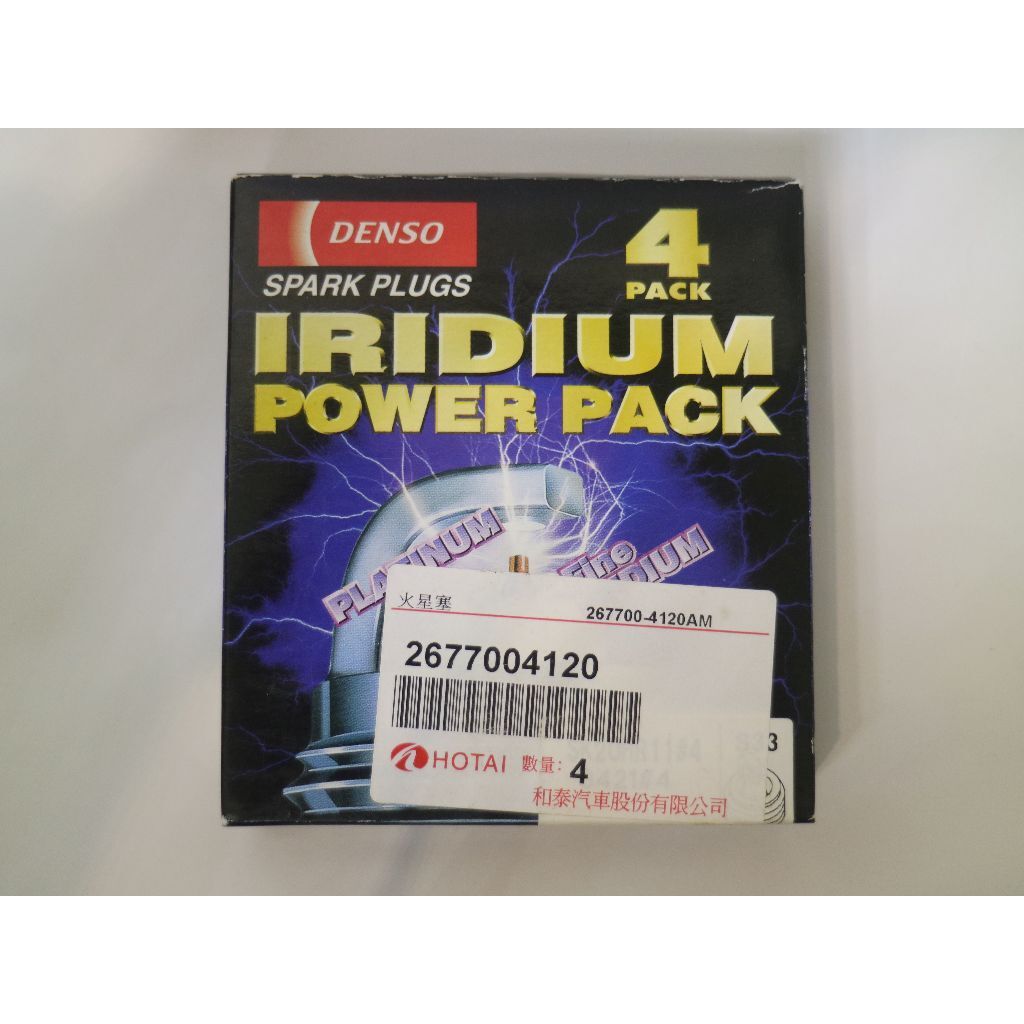 DENSO
SPARK PLUGS
4
PACK
IRIDIUM
POWER PACK
PLATINUM
Fine
火星塞
267700-4120AM
2677004120
HOTAI 數量: 4
和泰汽車股份有限公司